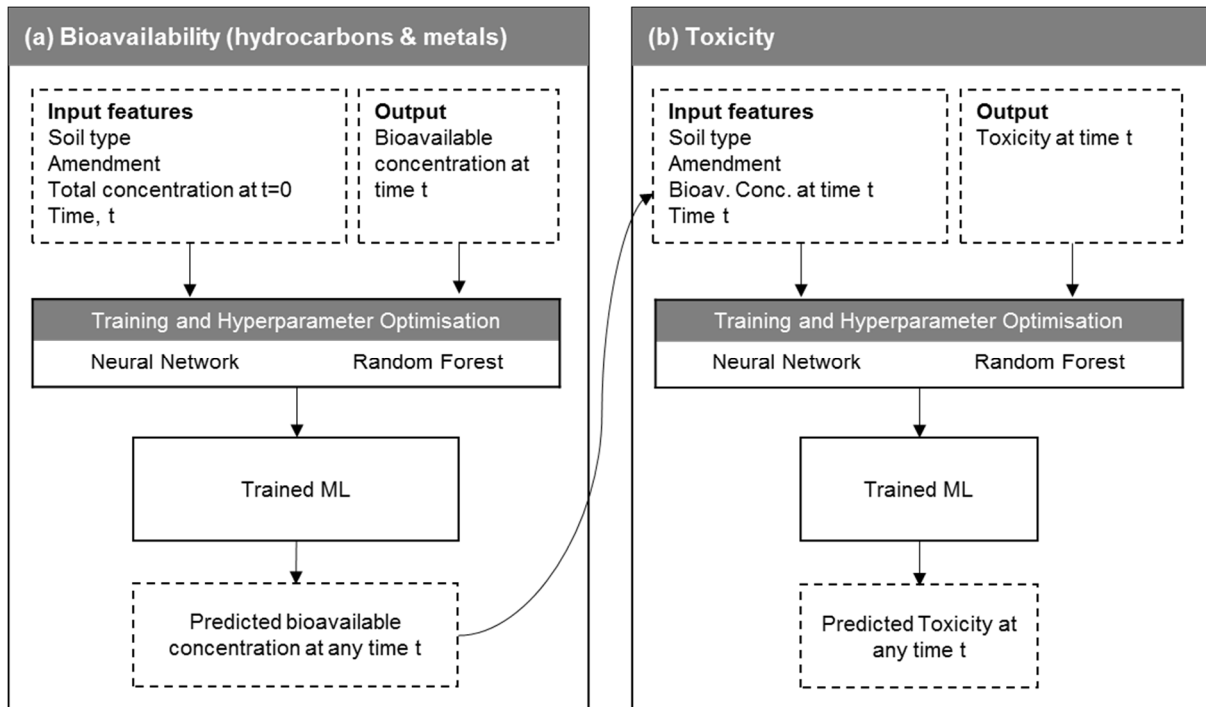 (a) Bioavailability (hydrocarbons & metals)
Input features
Soil type
Amendment
Total concentration at t=0
Time, t
Output
Bioavailable
concentration at
time t
Training and Hyperparameter Optimisation
Neural Network
Random Forest
Trained ML
Predicted bioavailable
concentration at any time t
(b) Toxicity
Input features
Soil type
Amendment
Bioav. Conc. at time t
Time t
Output
Toxicity at time t
Training and Hyperparameter Optimisation
Neural Network
Random Forest
Trained ML
Predicted Toxicity at
any time t